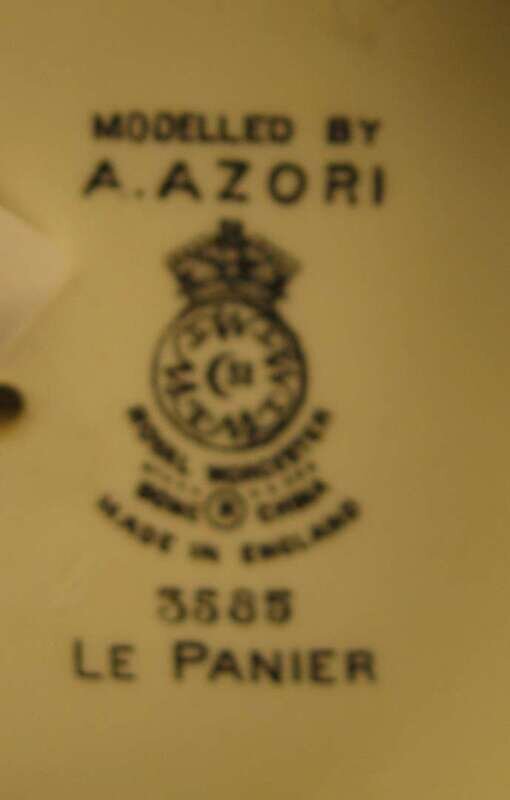 MODELLED BY
A. AZORI
ROYAL WORCESTER
BONE CHINA
MADE IN ENGLAND
3585
LE PANIER